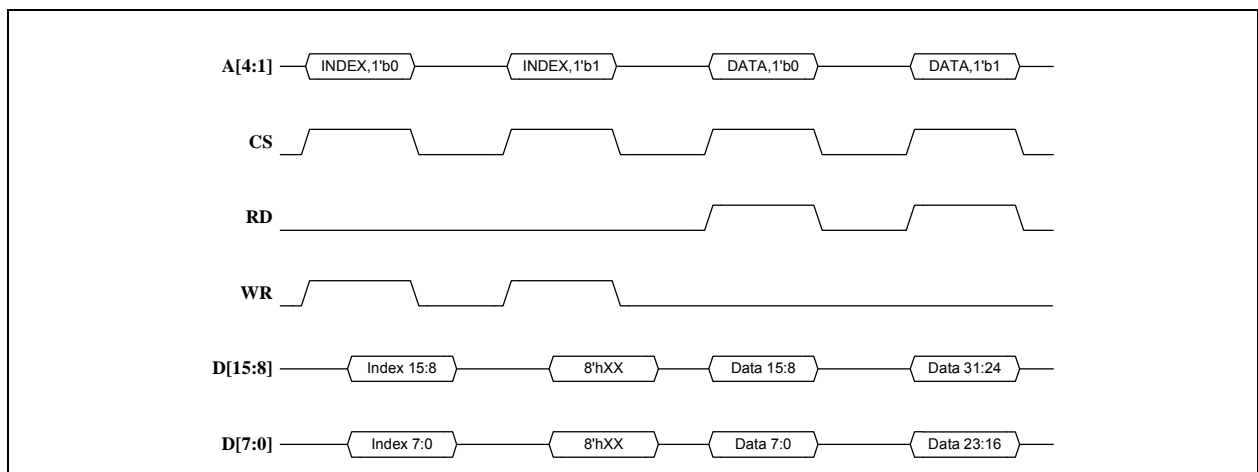 A[4:1] INDEX,1'b0 INDEX,1'b1 DATA,1'b0 DATA,1'b1
CS
RD
WR
D[15:8] Index 15:8 8'hXX Data 15:8 Data 31:24
D[7:0] Index 7:0 8'hXX Data 7:0 Data 23:16